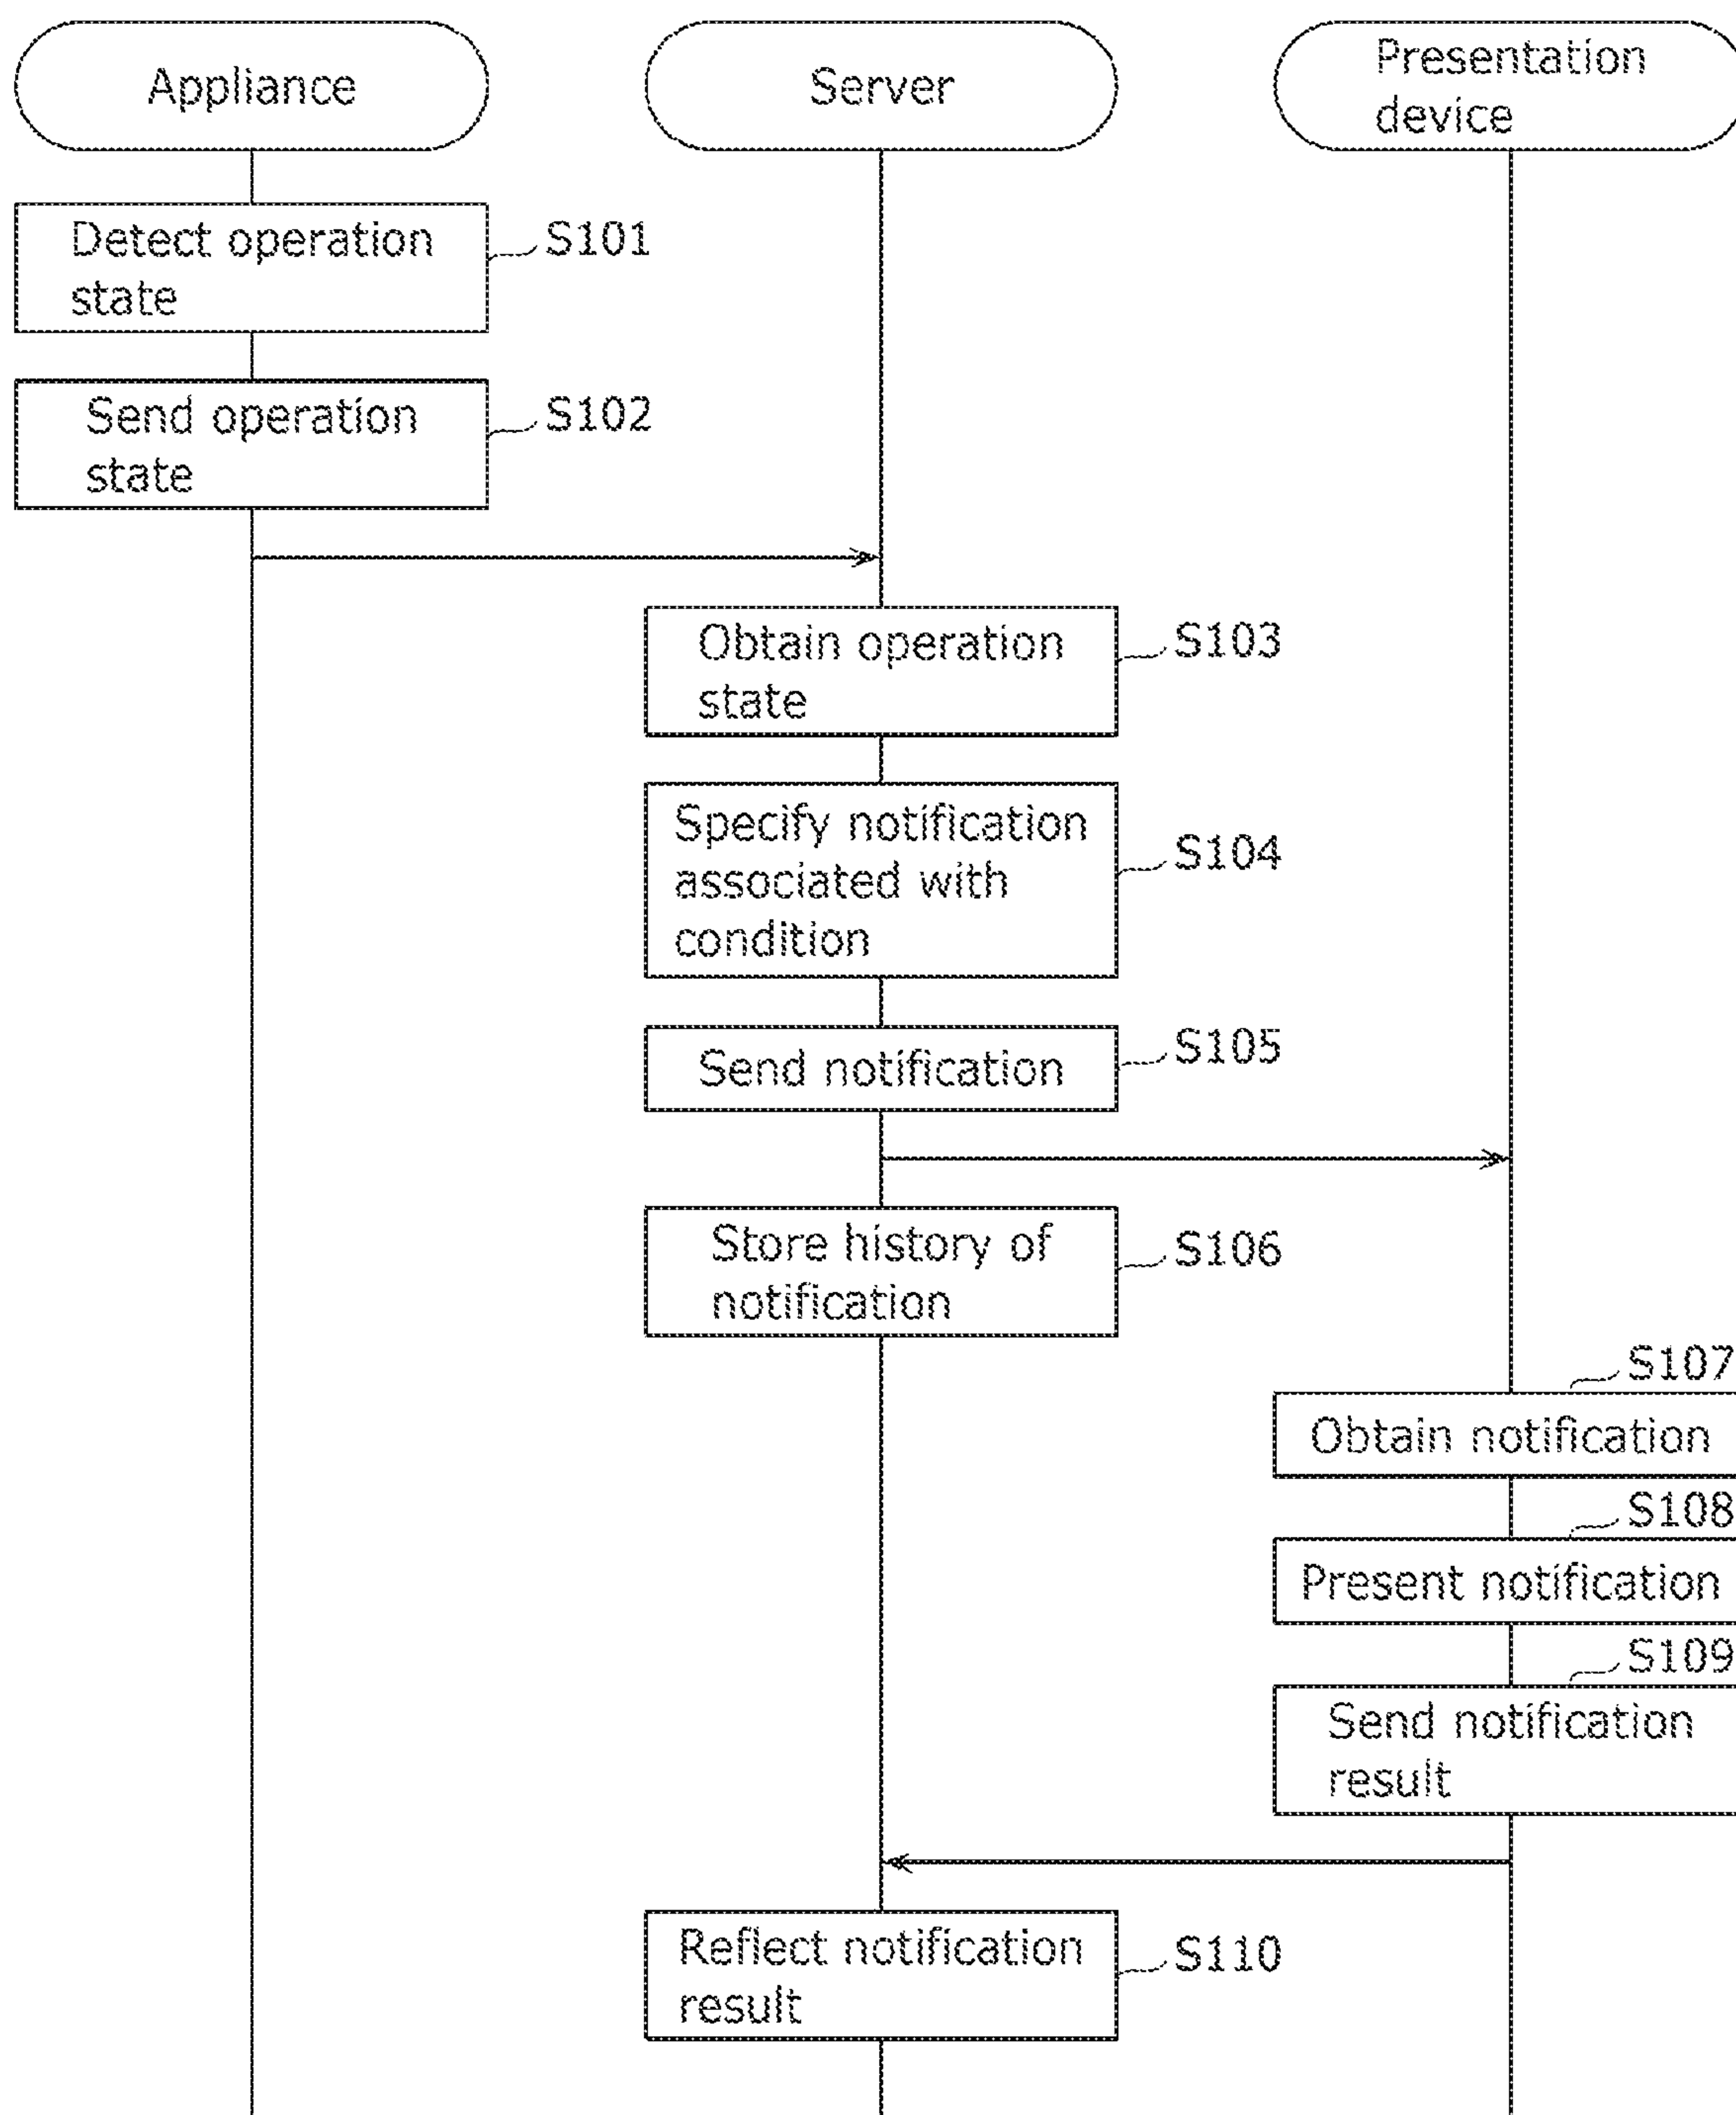 Appliance
Server
Presentation
device
Detect operation
state
S101
Send operation
state
S102
Obtain operation
state
S103
Specify notification
associated with
condition
S104
Send notification
S105
Store history of
notification
S106
S107
Obtain notification
S108
Present notification
S109
Send notification
result
Reflect notification
result
S110